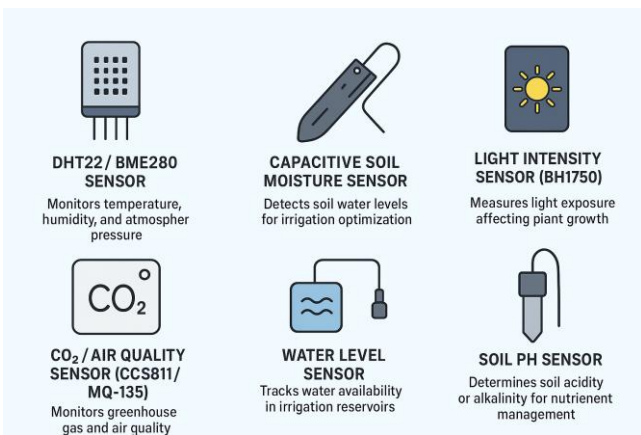 DHT22 / BME280
SENSOR
Monitors temperature,
humidity, and atmospher
pressure
CAPACITIVE SOIL
MOISTURE SENSOR
Detects soil water levels
for irrigation optimization
LIGHT INTENSITY
SENSOR (BH1750)
Measures light exposure
affecting plant growth
CO₂
CO₂ / AIR QUALITY
SENSOR (CCS811/
MQ-135)
Monitors greenhouse
gas and air quality
WATER LEVEL
SENSOR
Tracks water availability
in irrigation reservoirs
SOIL PH SENSOR
Determines soil acidity
or alkalinity for nutrienent
management